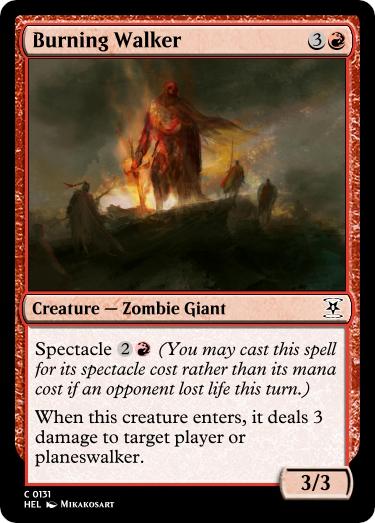 Burning Walker 3
Creature — Zombie Giant
Spectacle 2 (You may cast this spell
for its spectacle cost rather than its mana
cost if an opponent lost life this turn.)
When this creature enters, it deals 3
damage to target player or
planeswalker.
3/3
C 0131
HEL Mikakosart